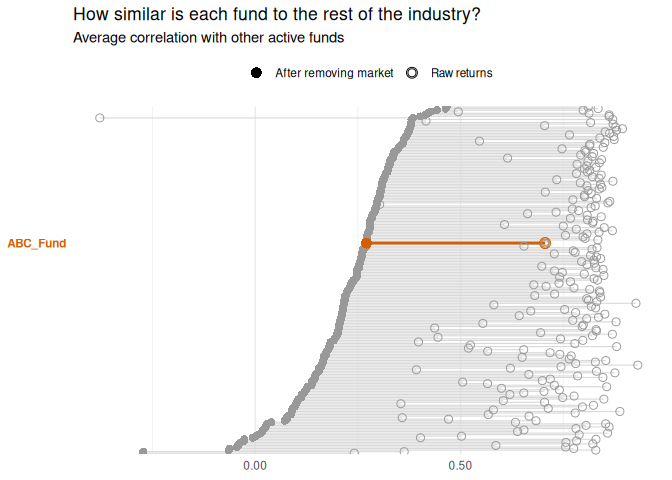 How similar is each fund to the rest of the industry?
Average correlation with other active funds
After removing market Raw returns
ABC_Fund
0.00 0.50